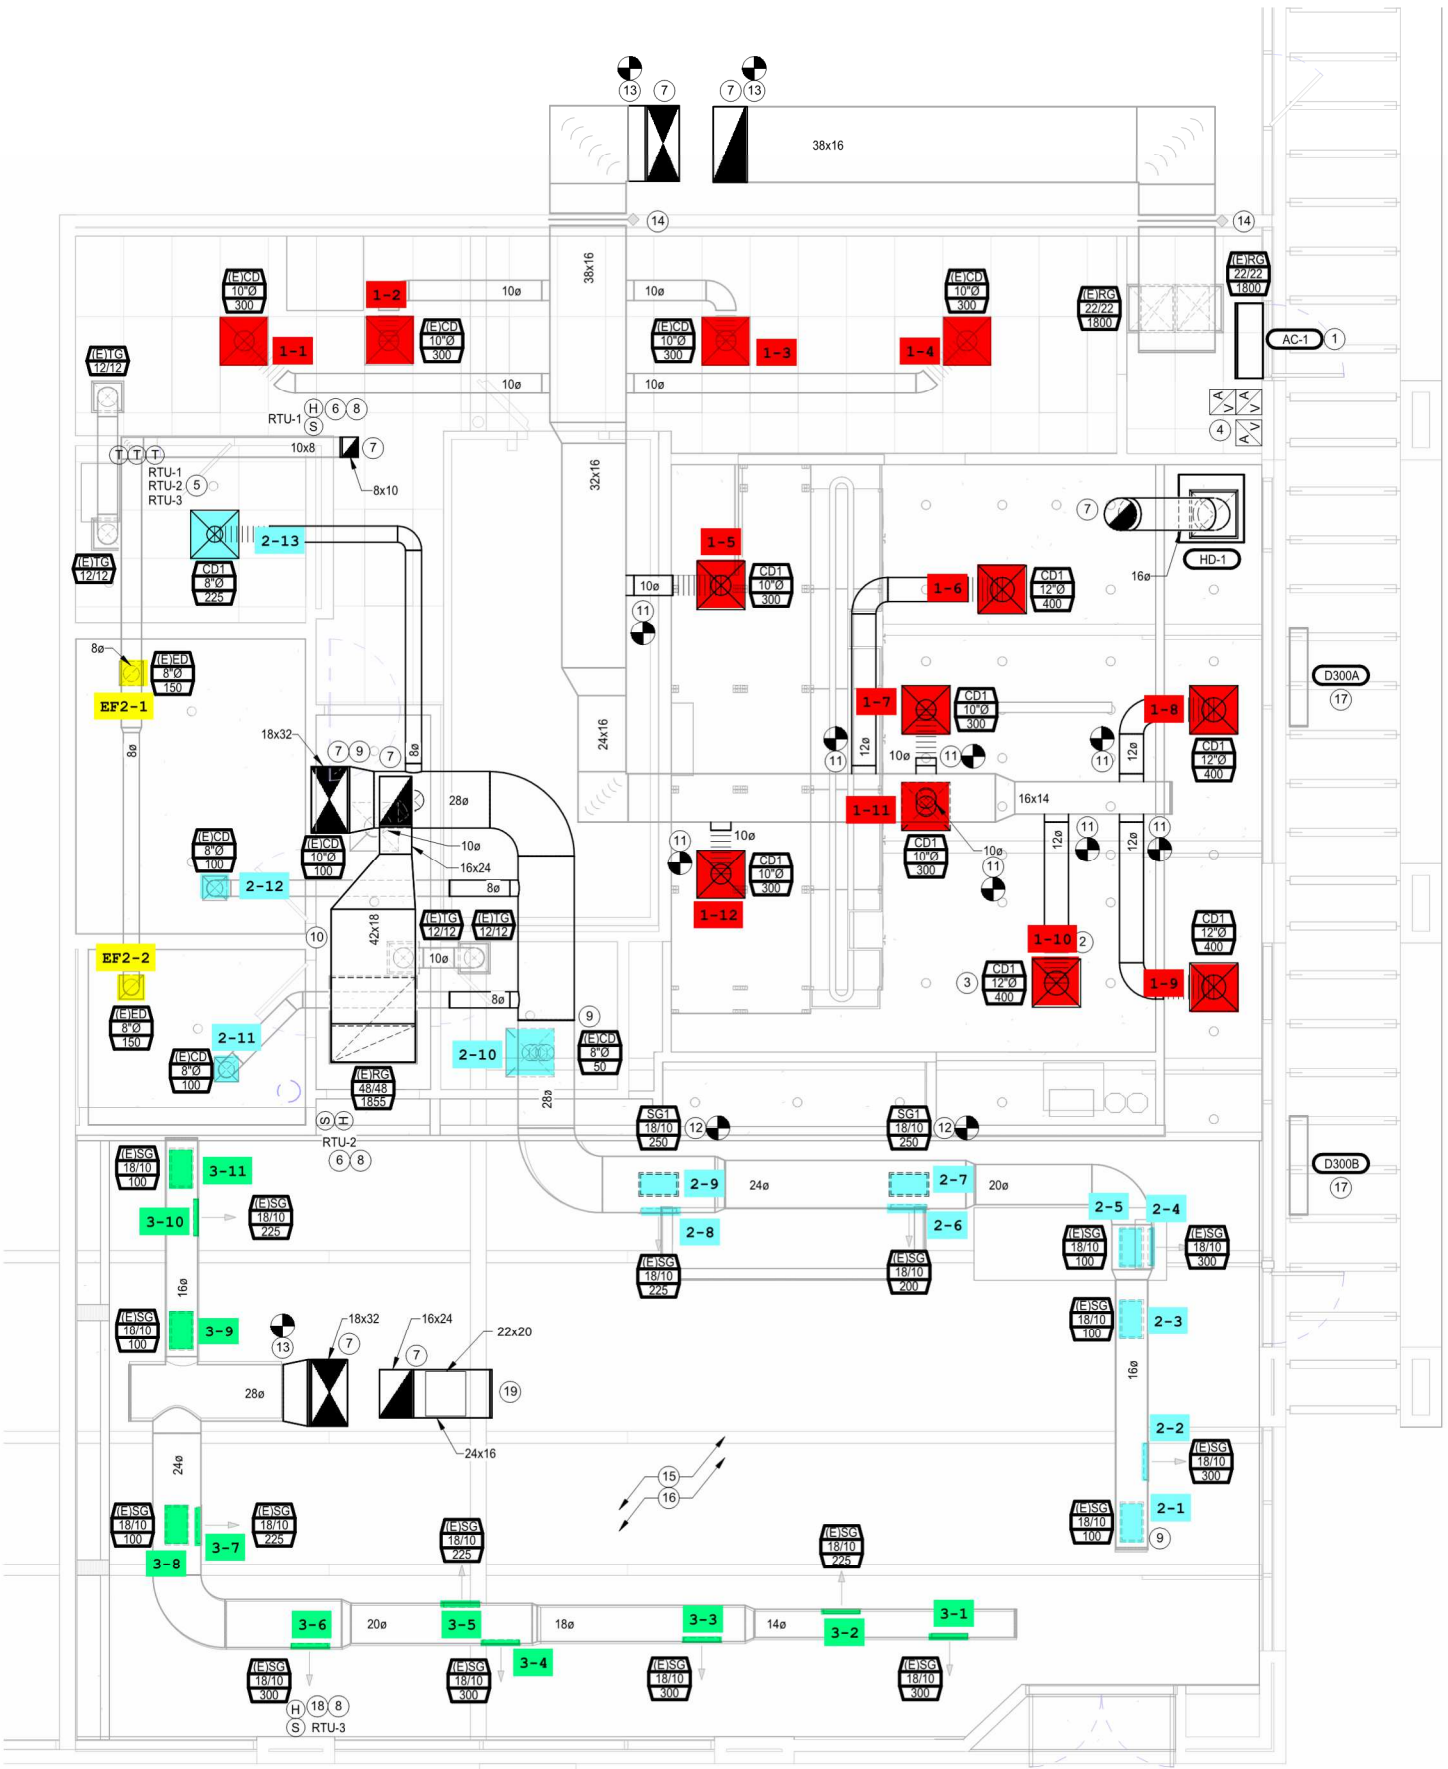 13
7
7
13
38x16
14
14
38x16
(E)CD
10"Ø
300
1-2
10ø
10ø
(E)CD
10"Ø
300
(E)RG
22/22
1800
(E)RG
22/22
1800
(E)CD
10"Ø
300
(E)CD
10"Ø
300
AC-1
1
1-1
1-3
1-4
(E)TG
12/12
10ø
10ø
A
V
A
V
4
A
V
RTU-1
H
6
8
S
10x8
7
8x10
T
T
T
RTU-1
RTU-2
RTU-3
5
32x16
7
16ø
HD-1
2-13
(E)TG
12/12
CD1
8"Ø
225
1-5
10ø
CD1
10"Ø
300
11
1-6
CD1
12"Ø
400
8ø
(E)ED
8"Ø
150
EF2-1
D300A
17
1-7
CD1
10"Ø
300
1-8
CD1
12"Ø
400
8ø
18x32
7
9
7
8ø
24x16
11
12ø
10ø
11
11
12ø
28ø
1-11
16x14
(E)CD
8"Ø
100
(E)CD
10"Ø
100
10ø
16x24
11
10ø
CD1
10"Ø
300
1-12
CD1
10"Ø
300
10ø
11
12ø
11
12ø
11
2-12
8ø
10
42x18
(E)TG
12/12
(E)TG
12/12
10ø
8ø
1-10
2
3
CD1
12"Ø
400
CD1
12"Ø
400
1-9
EF2-2
(E)ED
8"Ø
150
2-11
(E)CD
8"Ø
100
9
2-10
(E)CD
8"Ø
50
28ø
(E)RG
48/48
1855
S
H
RTU-2
6
8
SG1
18/10
250
12
SG1
18/10
250
12
D300B
17
(E)SG
18/10
100
3-11
3-10
(E)SG
18/10
225
2-9
24ø
2-7
20ø
2-8
2-6
2-5
2-4
(E)SG
18/10
225
(E)SG
18/10
200
(E)SG
18/10
100
(E)SG
18/10
300
16ø
(E)SG
18/10
100
3-9
13
18x32
7
16x24
7
22x20
19
24x16
28ø
(E)SG
18/10
100
2-3
16ø
24ø
15
16
2-2
(E)SG
18/10
300
(E)SG
18/10
100
3-8
3-7
(E)SG
18/10
225
(E)SG
18/10
225
(E)SG
18/10
225
(E)SG
18/10
100
2-1
9
3-6
20ø
3-5
3-4
18ø
3-3
14ø
3-2
3-1
(E)SG
18/10
300
(E)SG
18/10
300
(E)SG
18/10
300
(E)SG
18/10
300
H
18
8
S
RTU-3